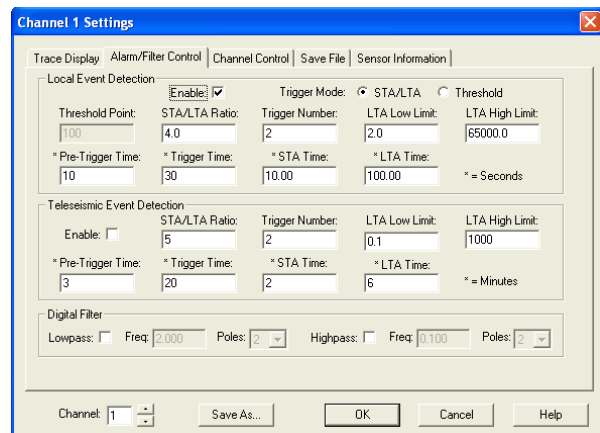 Channel 1 Settings
Trace Display Alarm/Filter Control Channel Control Save File Sensor Information
Local Event Detection
Enable: Trigger Mode: STA/LTA Threshold
Threshold Point: STA/LTA Ratio: Trigger Number: LTA Low Limit: LTA High Limit:
100 4.0 2 2.0 65000.0
* Pre-Trigger Time: * Trigger Time: * STA Time: * LTA Time:
10 30 10.00 100.00 * = Seconds
Teleseismic Event Detection
Enable: STA/LTA Ratio: Trigger Number: LTA Low Limit: LTA High Limit:
5 2 0.1 1000
* Pre-Trigger Time: * Trigger Time: * STA Time: * LTA Time:
3 20 2 6 * = Minutes
Digital Filter
Lowpass: Freq: 2.000 Poles: 2 Highpass: Freq: 0.100 Poles: 2
Channel: 1 Save As... OK Cancel Help